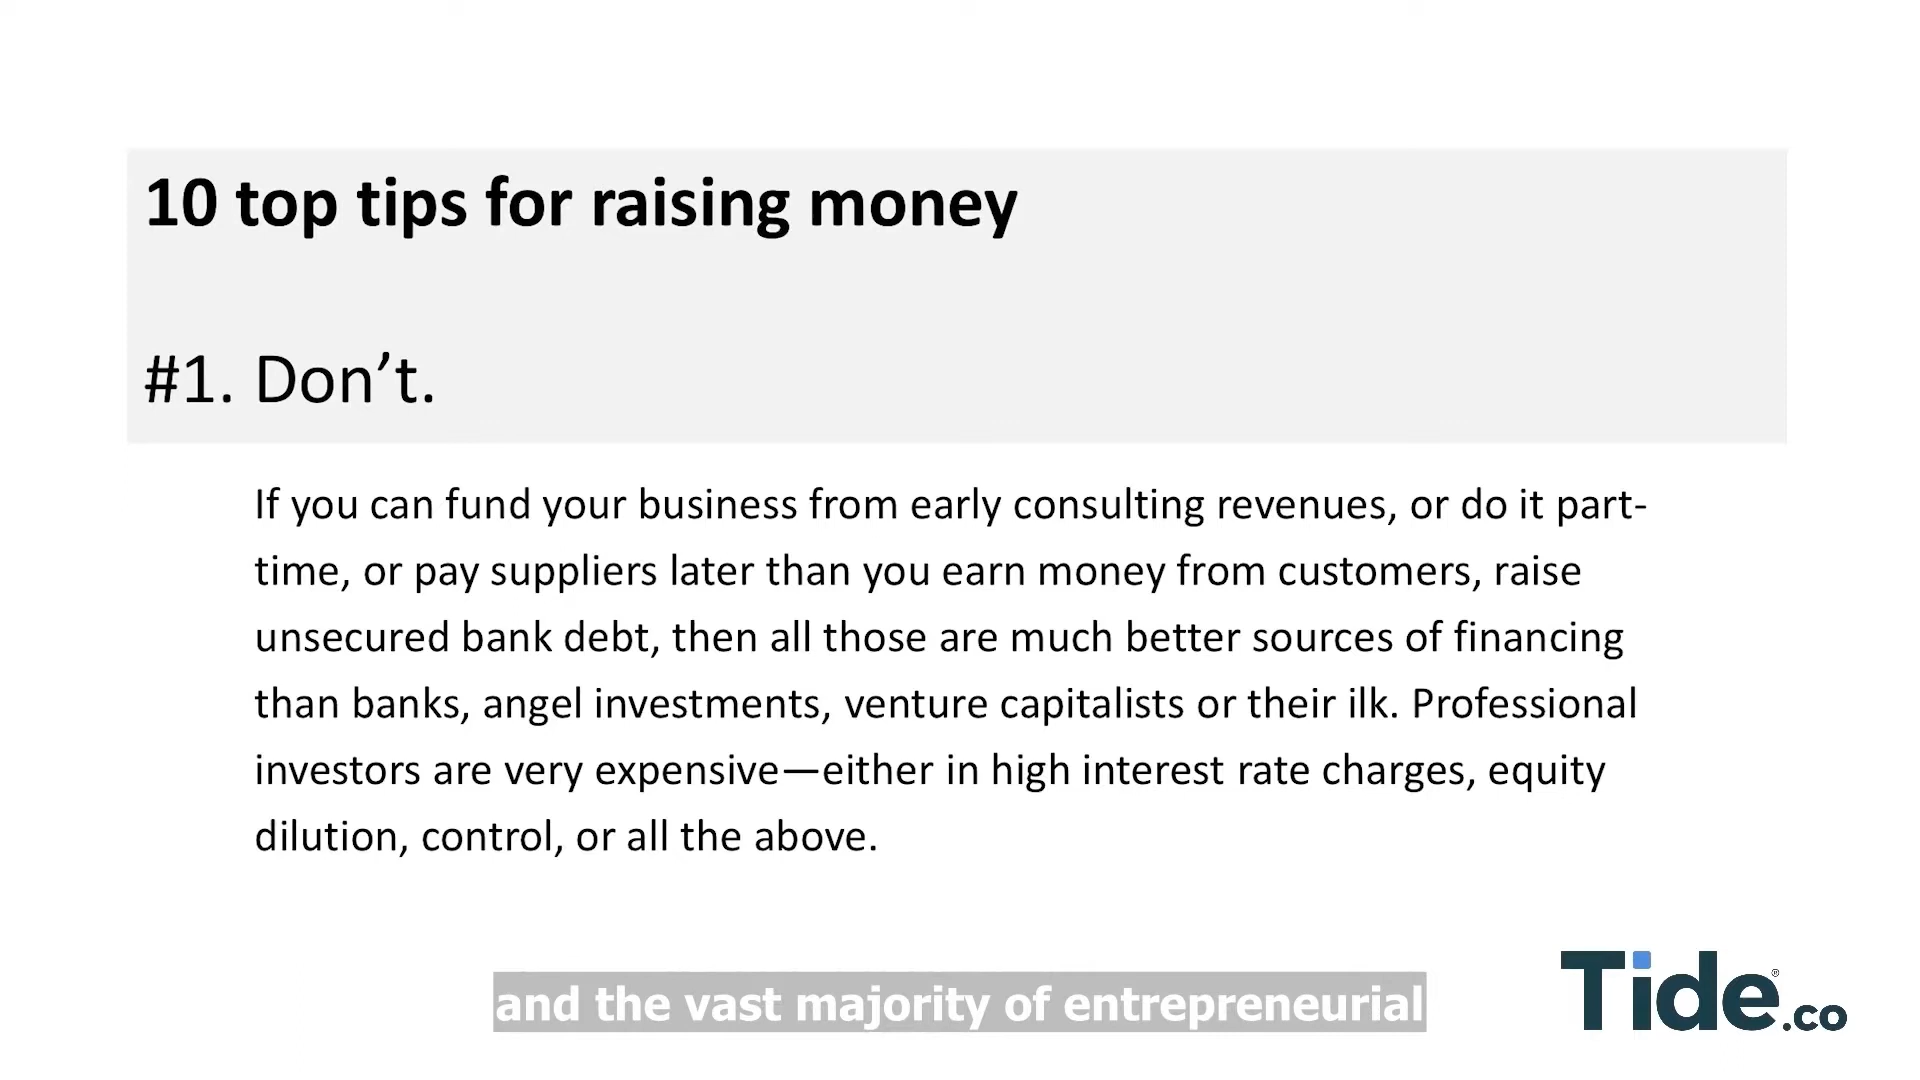 10 top tips for raising money
#1. Don’t.
If you can fund your business from early consulting revenues, or do it part-
time, or pay suppliers later than you earn money from customers, raise
unsecured bank debt, then all those are much better sources of financing
than banks, angel investments, venture capitalists or their ilk. Professional
investors are very expensive—either in high interest rate charges, equity
dilution, control, or all the above.
and the vast majority of entrepreneurial
Tide®.co